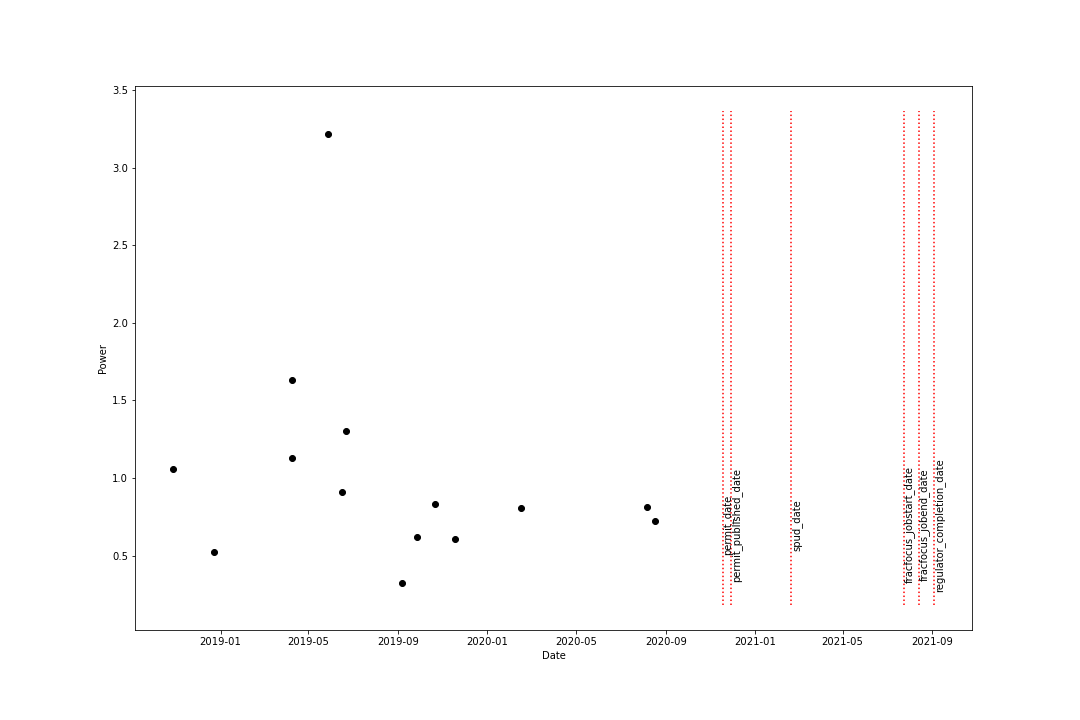 3.5
3.0
2.5
2.0
1.5
1.0
0.5
Power
permit_date
permit_published_date
spud_date
fracfocus_jobstart_date
fracfocus_jobend_date
regulator_completion_date
2019-01
2019-05
2019-09
2020-01
2020-05
2020-09
2021-01
2021-05
2021-09
Date